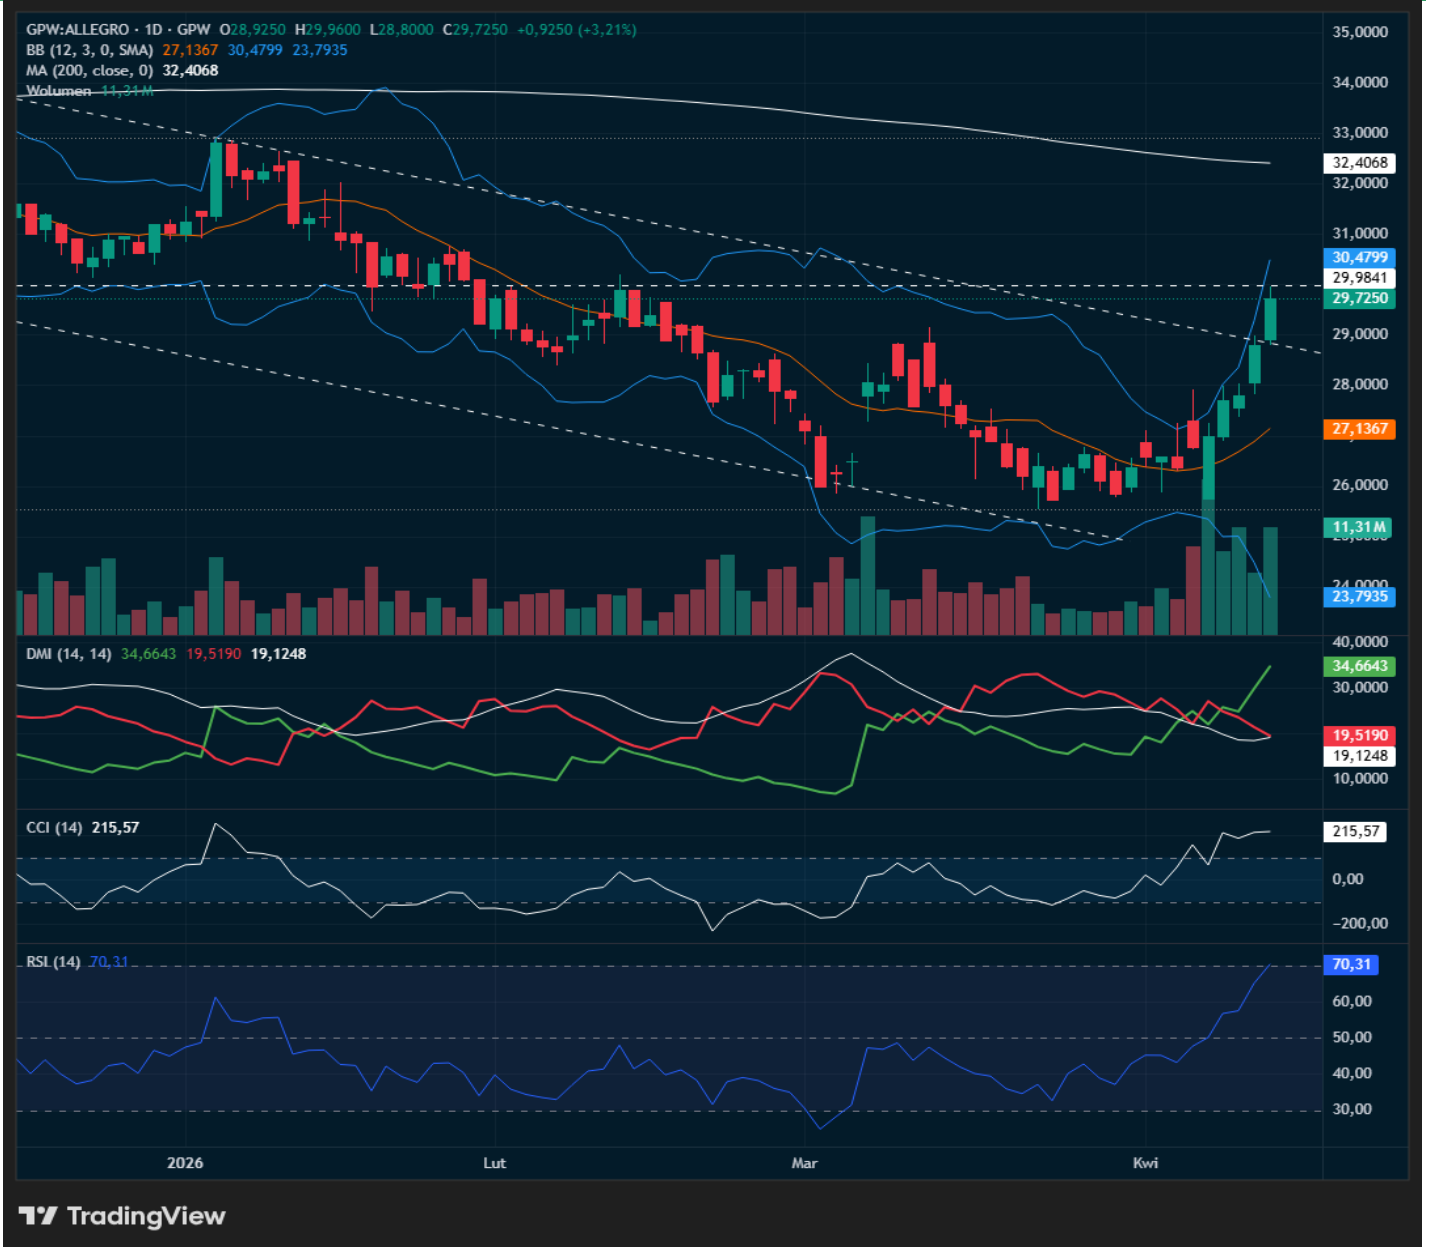 GPW:ALLEGRO · 1D · GPW O28,9250 H29,9600 L28,8000 C29,7250 +0,9250 (+3,21%)
BB (12, 3, 0, SMA) 27,1367 30,4799 23,7935
MA (200, close, 0) 32,4068
Wolumen 11,31M
35,0000
34,0000
33,0000
32,4068
32,0000
31,0000
30,4799
29,9841
29,7250
29,0000
28,0000
27,1367
26,0000
11,31M
24,0000
23,7935
DMI (14, 14) 34,6643 19,5190 19,1248
40,0000
34,6643
30,0000
19,5190
19,1248
10,0000
CCI (14) 215,57
215,57
0,00
−200,00
RSI (14) 70,31
70,31
60,00
50,00
40,00
30,00
2026 Lut Mar Kwi
TradingView